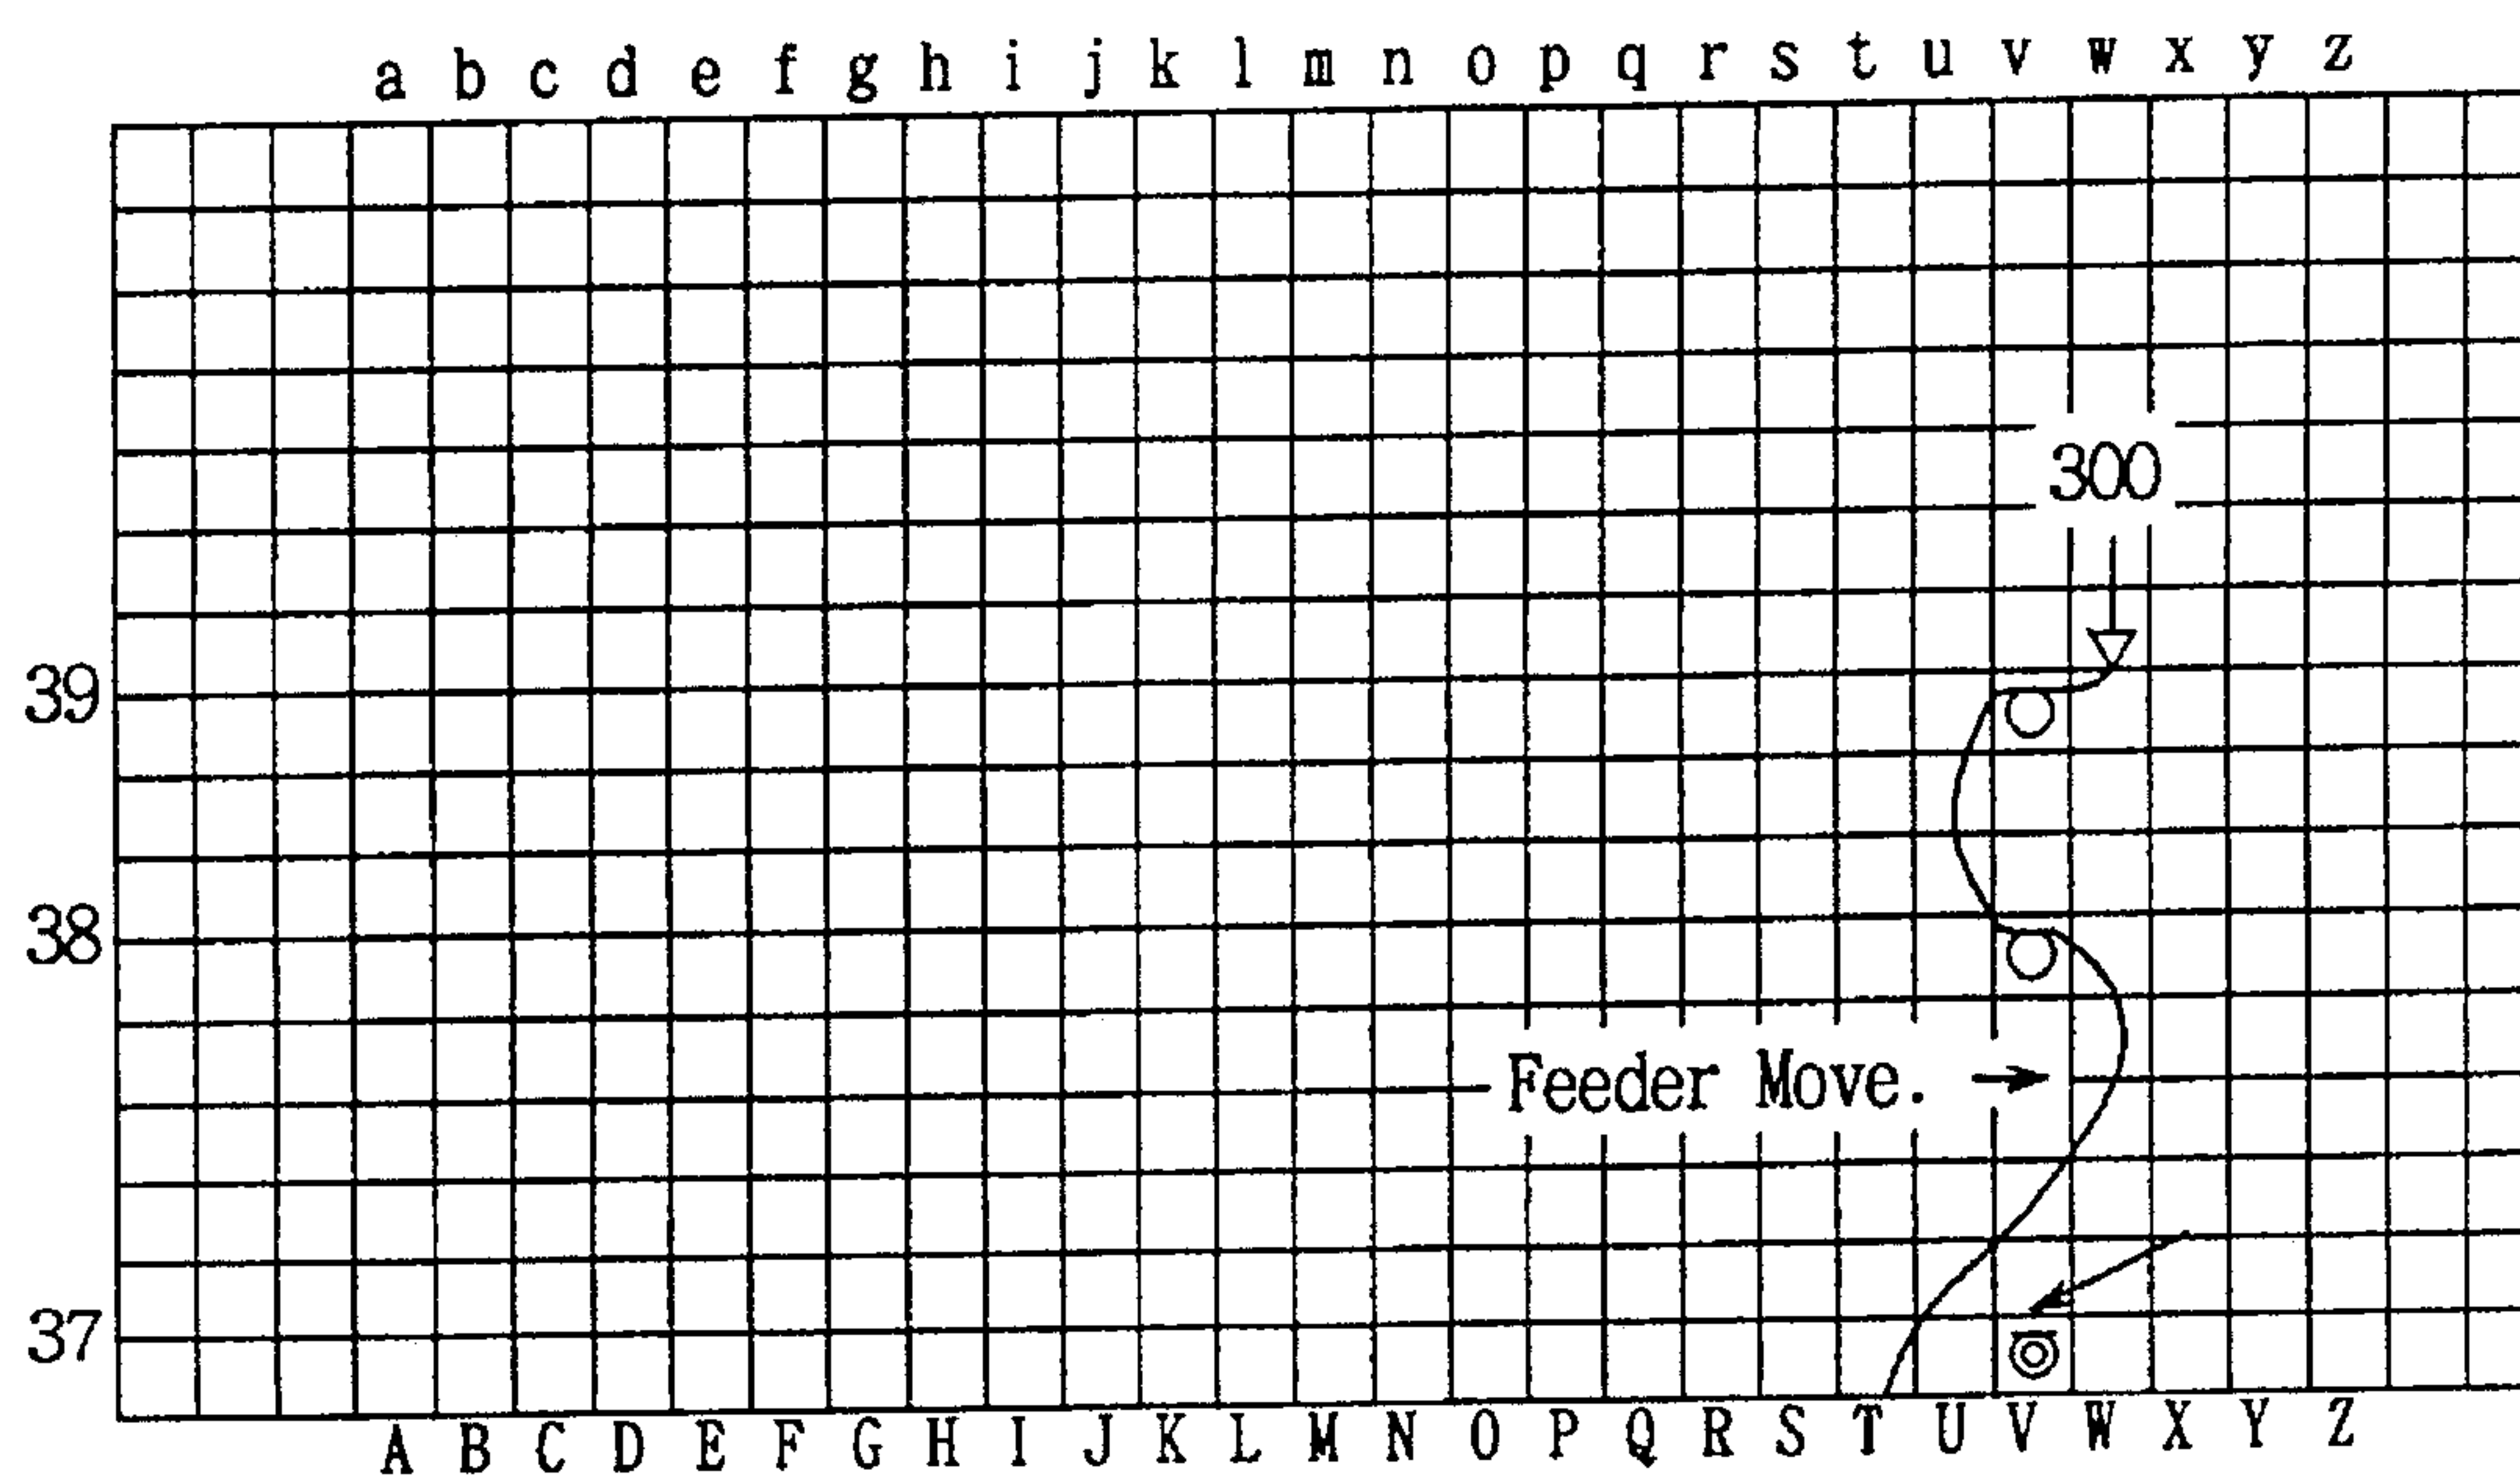 a b c d e f g h i j k l m n o p q r s t u v w x y z
300
39
38
Feeder Move.
37
A B C D E F G H I J K L M N O P Q R S T U V W X Y Z